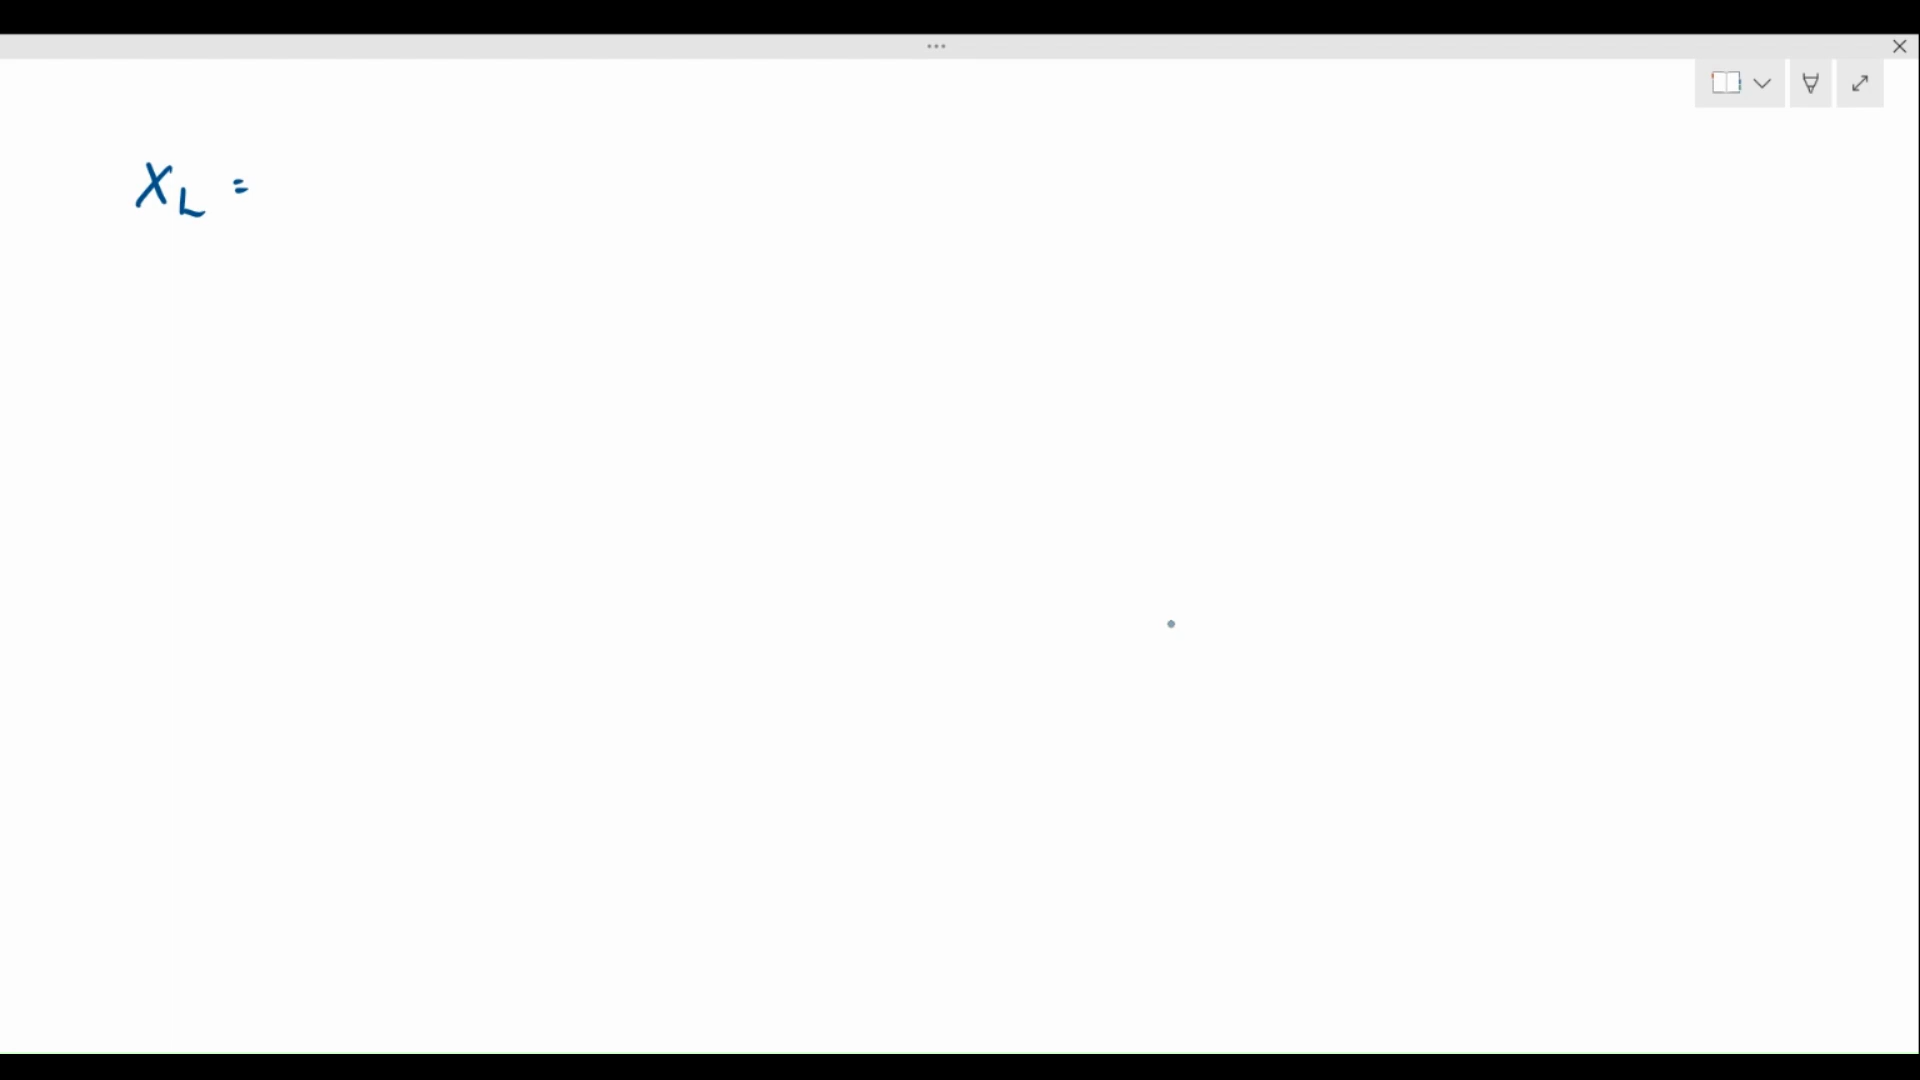 X_L =